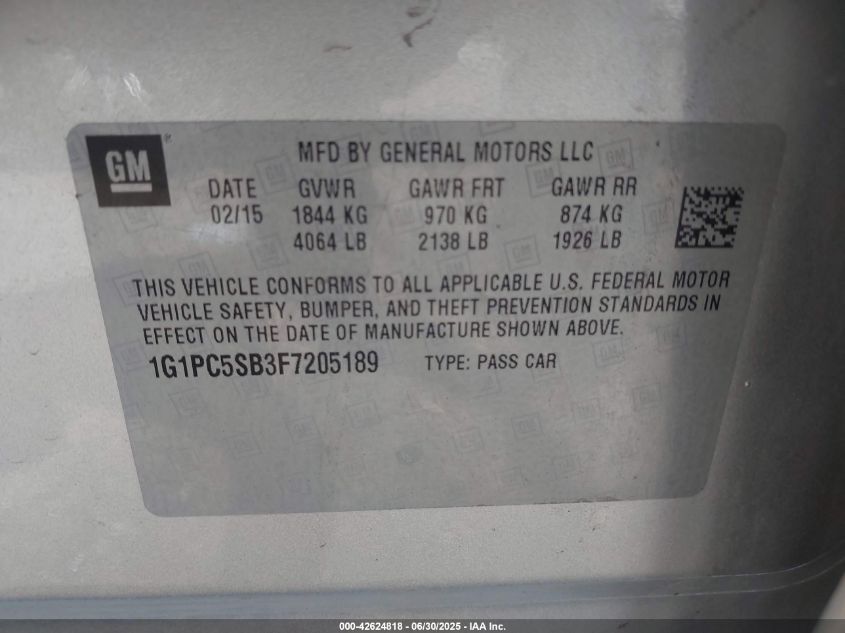 GM
MFD BY GENERAL MOTORS LLC
DATE GVWR GAWR FRT GAWR RR
02/15 1844 KG 970 KG 874 KG
4064 LB 2138 LB 1926 LB
THIS VEHICLE CONFORMS TO ALL APPLICABLE U.S. FEDERAL MOTOR
VEHICLE SAFETY, BUMPER, AND THEFT PREVENTION STANDARDS IN
EFFECT ON THE DATE OF MANUFACTURE SHOWN ABOVE.
1G1PC5SB3F7205189 TYPE: PASS CAR
000-42624818 - 06/30/2025 - IAA Inc.